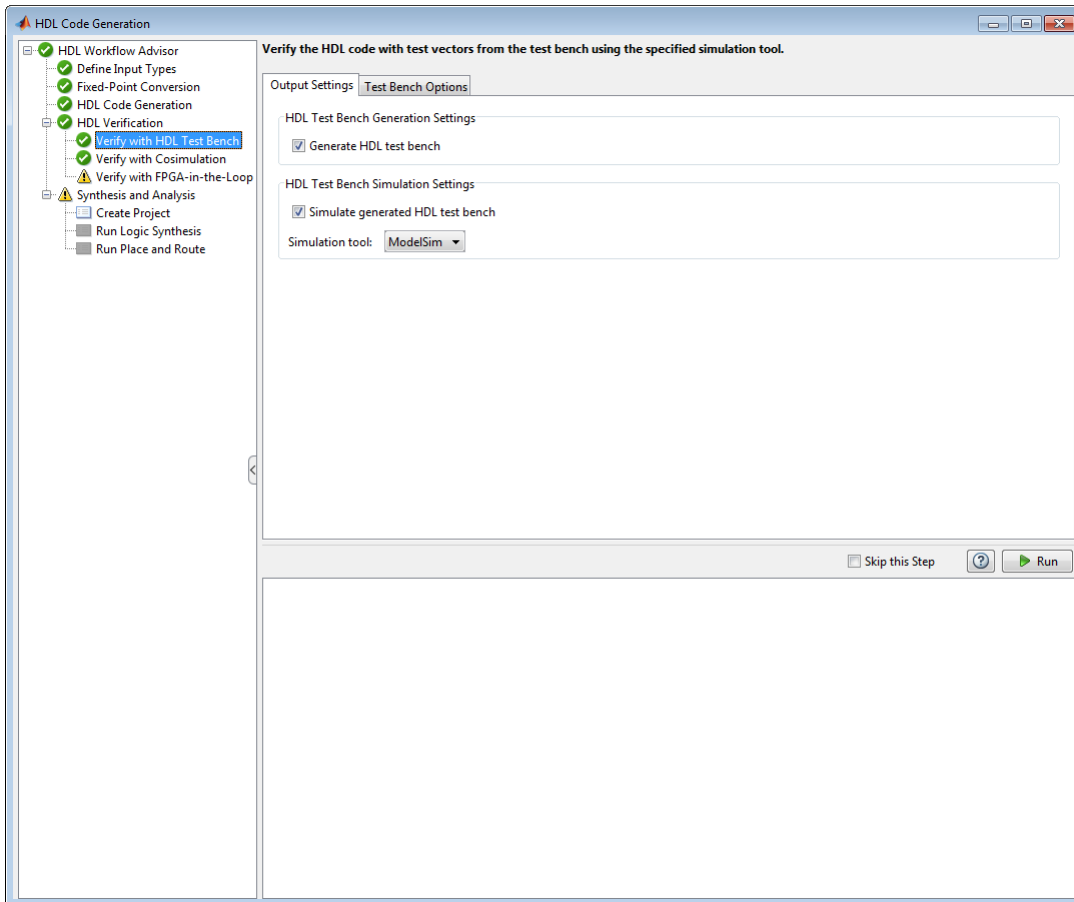 HDL Code Generation
HDL Workflow Advisor
Define Input Types
Fixed-Point Conversion
HDL Code Generation
HDL Verification
Verify with HDL Test Bench
Verify with Cosimulation
Verify with FPGA-in-the-Loop
Synthesis and Analysis
Create Project
Run Logic Synthesis
Run Place and Route
Verify the HDL code with test vectors from the test bench using the specified simulation tool.
Output Settings Test Bench Options
HDL Test Bench Generation Settings
Generate HDL test bench
HDL Test Bench Simulation Settings
Simulate generated HDL test bench
Simulation tool: ModelSim
Skip this Step ? Run